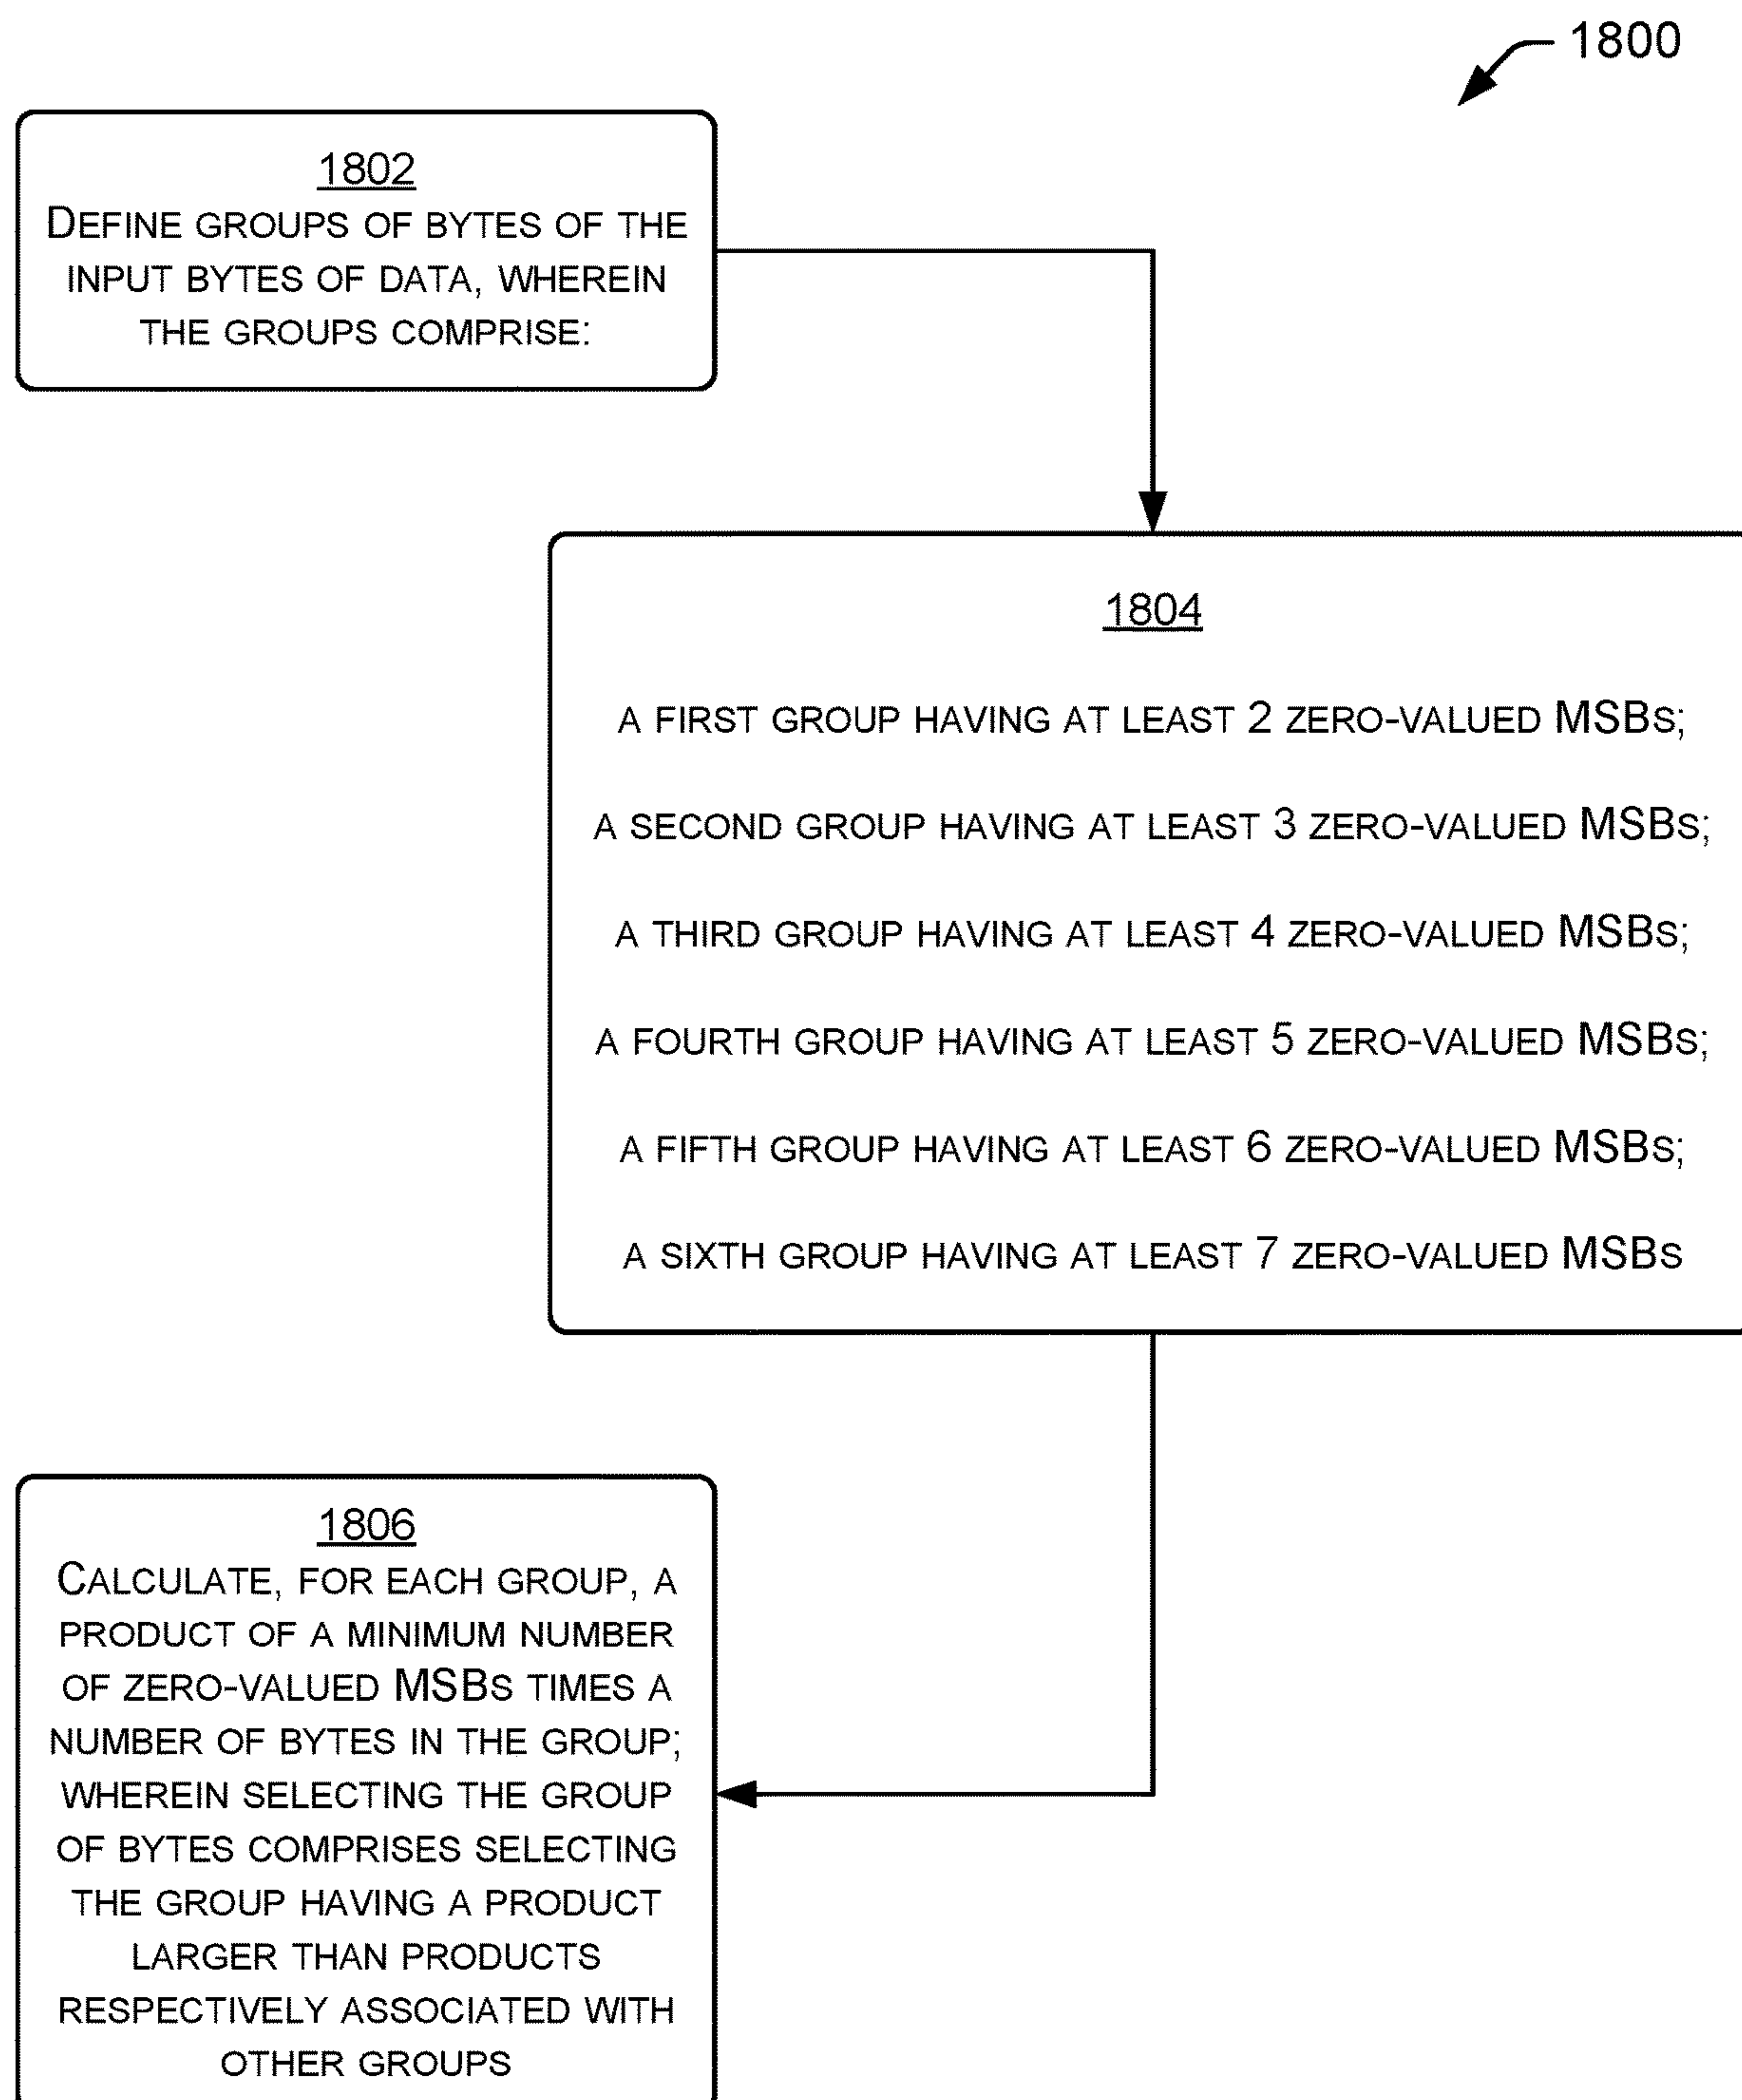 1800
1802
DEFINE GROUPS OF BYTES OF THE
INPUT BYTES OF DATA, WHEREIN
THE GROUPS COMPRISE:
1804
A FIRST GROUP HAVING AT LEAST 2 ZERO-VALUED MSBS;
A SECOND GROUP HAVING AT LEAST 3 ZERO-VALUED MSBS;
A THIRD GROUP HAVING AT LEAST 4 ZERO-VALUED MSBS;
A FOURTH GROUP HAVING AT LEAST 5 ZERO-VALUED MSBS;
A FIFTH GROUP HAVING AT LEAST 6 ZERO-VALUED MSBS;
A SIXTH GROUP HAVING AT LEAST 7 ZERO-VALUED MSBS
1806
CALCULATE, FOR EACH GROUP, A
PRODUCT OF A MINIMUM NUMBER
OF ZERO-VALUED MSBS TIMES A
NUMBER OF BYTES IN THE GROUP;
WHEREIN SELECTING THE GROUP
OF BYTES COMPRISES SELECTING
THE GROUP HAVING A PRODUCT
LARGER THAN PRODUCTS
RESPECTIVELY ASSOCIATED WITH
OTHER GROUPS